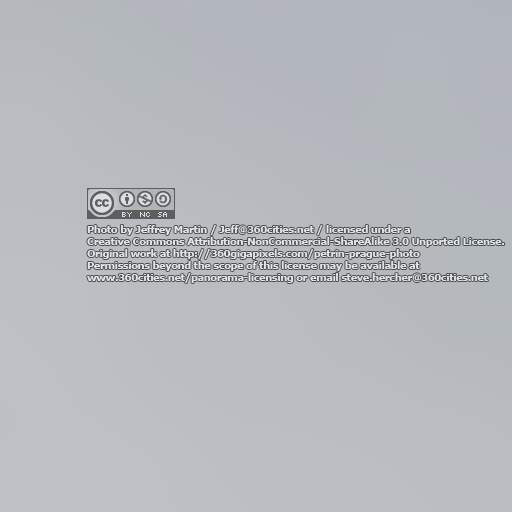 cc
BY NC SA
Photo by Jeffrey Martin / Jeff@360cities.net / licensed under a
Creative Commons Attribution-NonCommercial-ShareAlike 3.0 Unported License.
Original work at http://360gigapixels.com/petrin-prague-photo
Permissions beyond the scope of this license may be available at
www.360cities.net/panorama-licensing or email steve.hercher@360cities.net